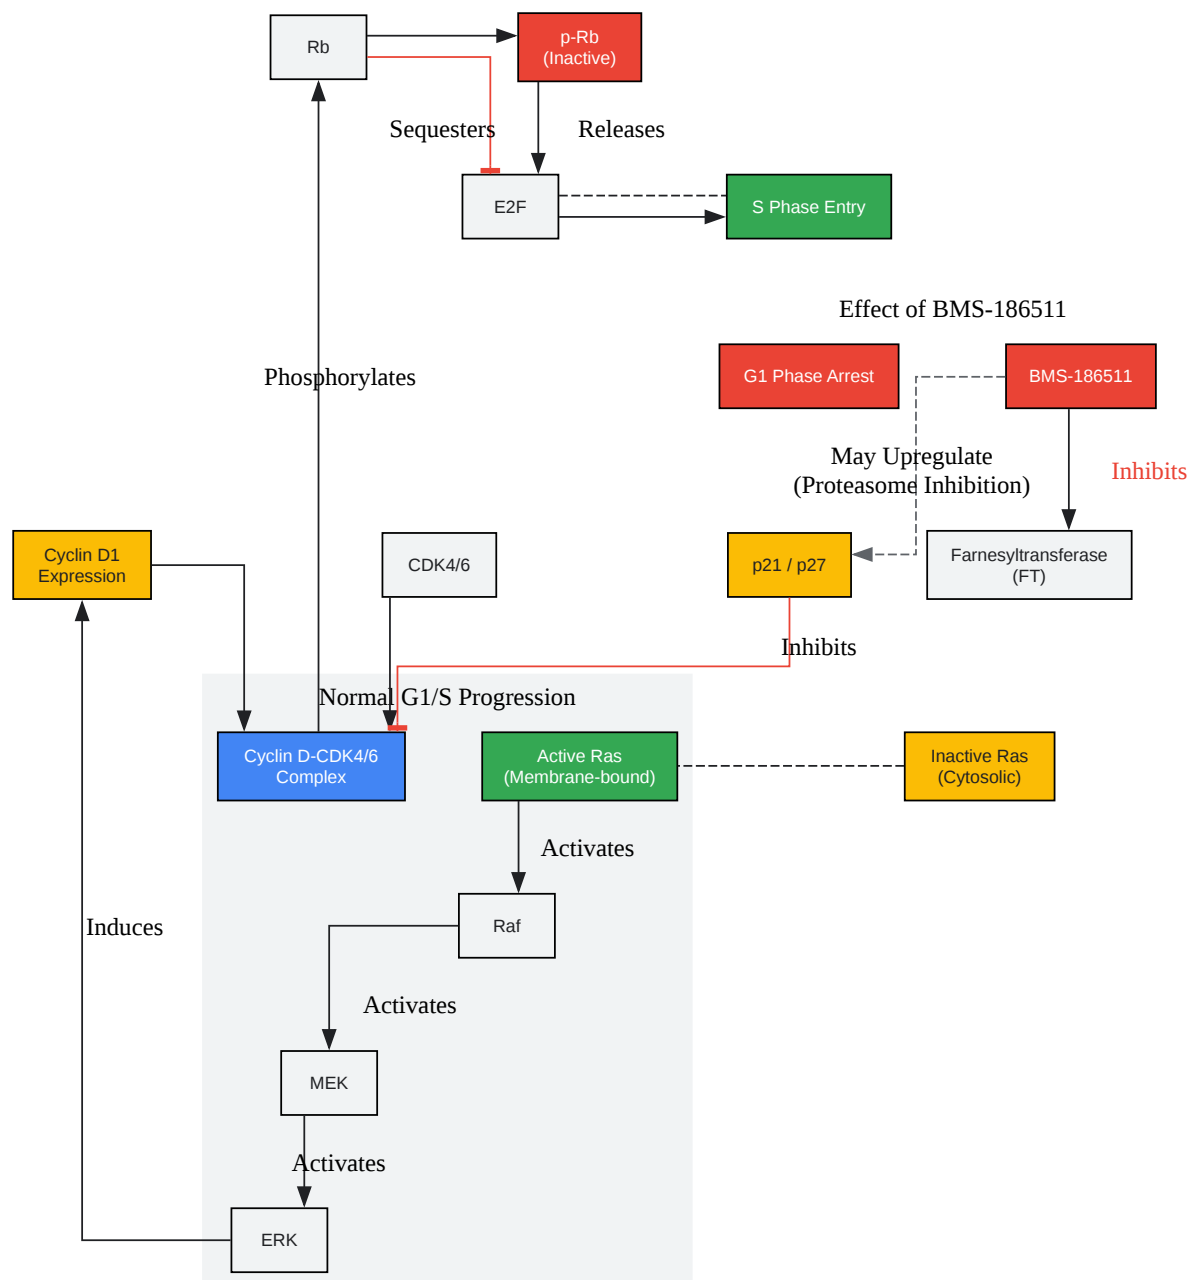 Rb
p-Rb
(Inactive)
Sequesters
Releases
E2F
S Phase Entry
Effect of BMS-186511
Phosphorylates
G1 Phase Arrest
BMS-186511
May Upregulate
(Proteasome Inhibition)
Inhibits
Cyclin D1
Expression
CDK4/6
p21 / p27
Farnesyltransferase
(FT)
Inhibits
Normal G1/S Progression
Cyclin D-CDK4/6
Complex
Active Ras
(Membrane-bound)
Inactive Ras
(Cytosolic)
Activates
Raf
Induces
Activates
MEK
Activates
ERK